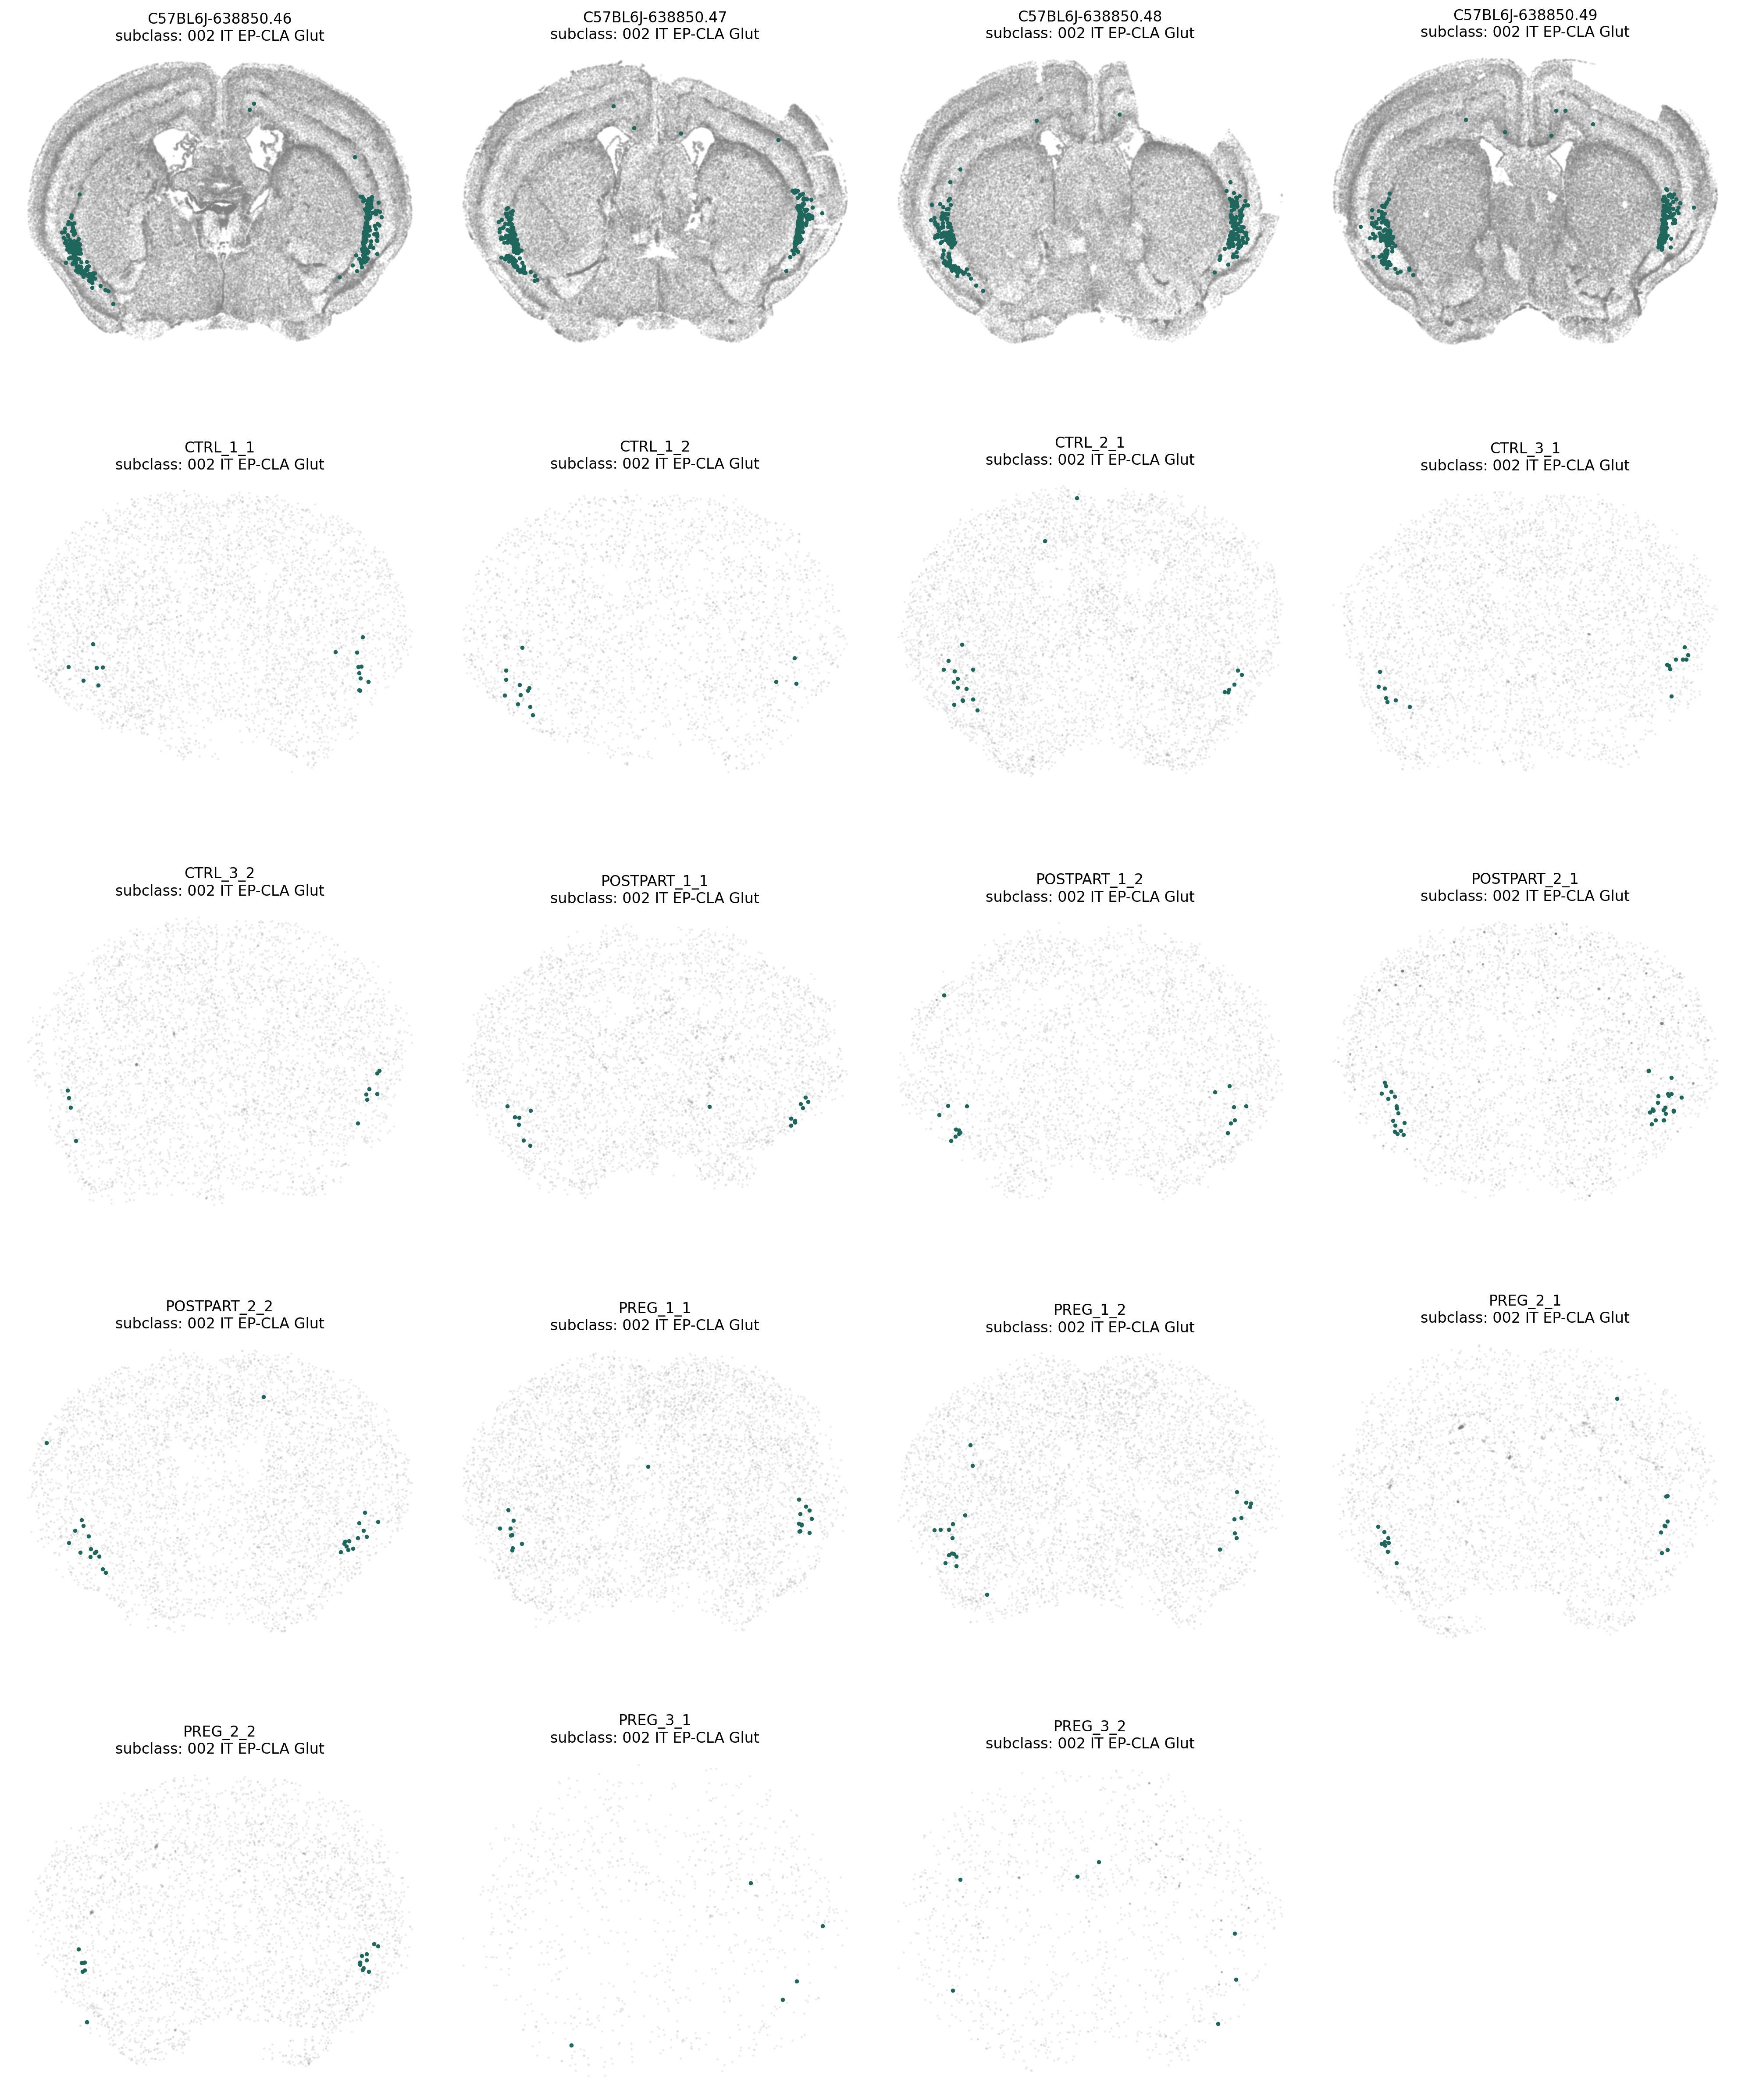 C57BL6J-638850.46
subclass: 002 IT EP-CLA Glut
C57BL6J-638850.47
subclass: 002 IT EP-CLA Glut
C57BL6J-638850.48
subclass: 002 IT EP-CLA Glut
C57BL6J-638850.49
subclass: 002 IT EP-CLA Glut
CTRL_1_1
subclass: 002 IT EP-CLA Glut
CTRL_1_2
subclass: 002 IT EP-CLA Glut
CTRL_2_1
subclass: 002 IT EP-CLA Glut
CTRL_3_1
subclass: 002 IT EP-CLA Glut
CTRL_3_2
subclass: 002 IT EP-CLA Glut
POSTPART_1_1
subclass: 002 IT EP-CLA Glut
POSTPART_1_2
subclass: 002 IT EP-CLA Glut
POSTPART_2_1
subclass: 002 IT EP-CLA Glut
POSTPART_2_2
subclass: 002 IT EP-CLA Glut
PREG_1_1
subclass: 002 IT EP-CLA Glut
PREG_1_2
subclass: 002 IT EP-CLA Glut
PREG_2_1
subclass: 002 IT EP-CLA Glut
PREG_2_2
subclass: 002 IT EP-CLA Glut
PREG_3_1
subclass: 002 IT EP-CLA Glut
PREG_3_2
subclass: 002 IT EP-CLA Glut